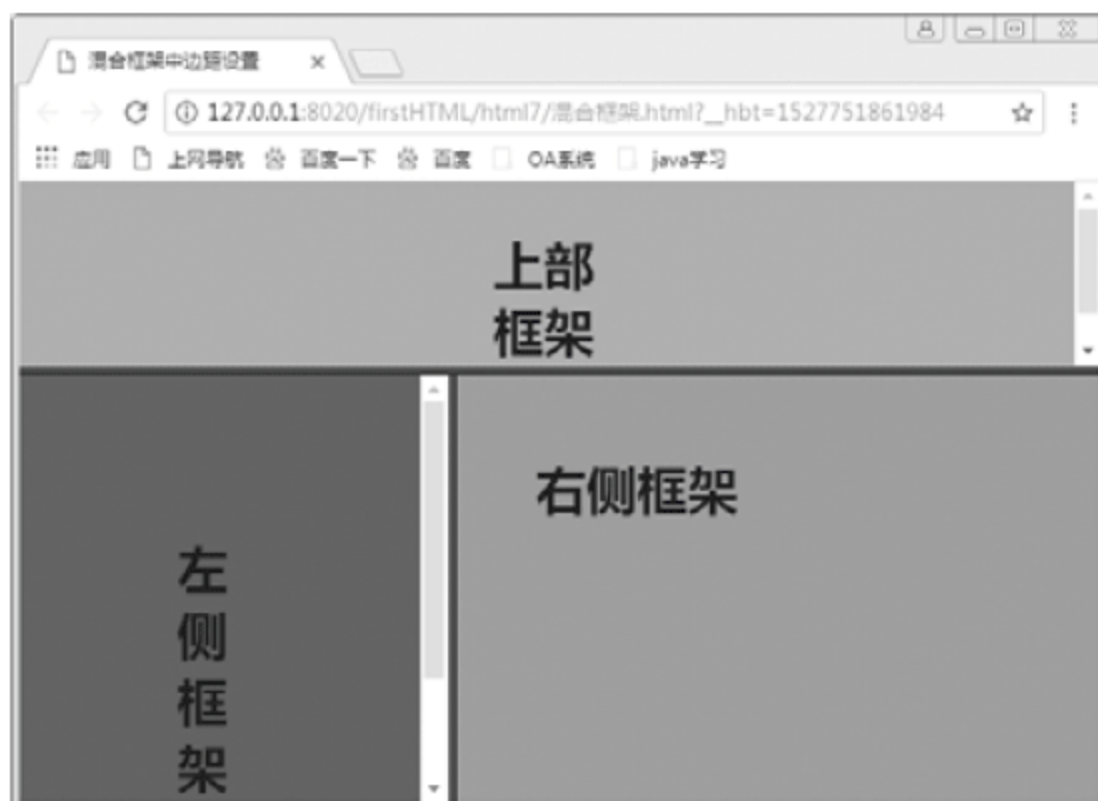 混合框架中边距设置
127.0.0.1:8020/firstHTML/html7/混合框架.html?__hbt=1527751861984
应用 上网导航 百度一下 百度 OA系统 java学习
上部
框架
右侧框架
左
侧
框
架